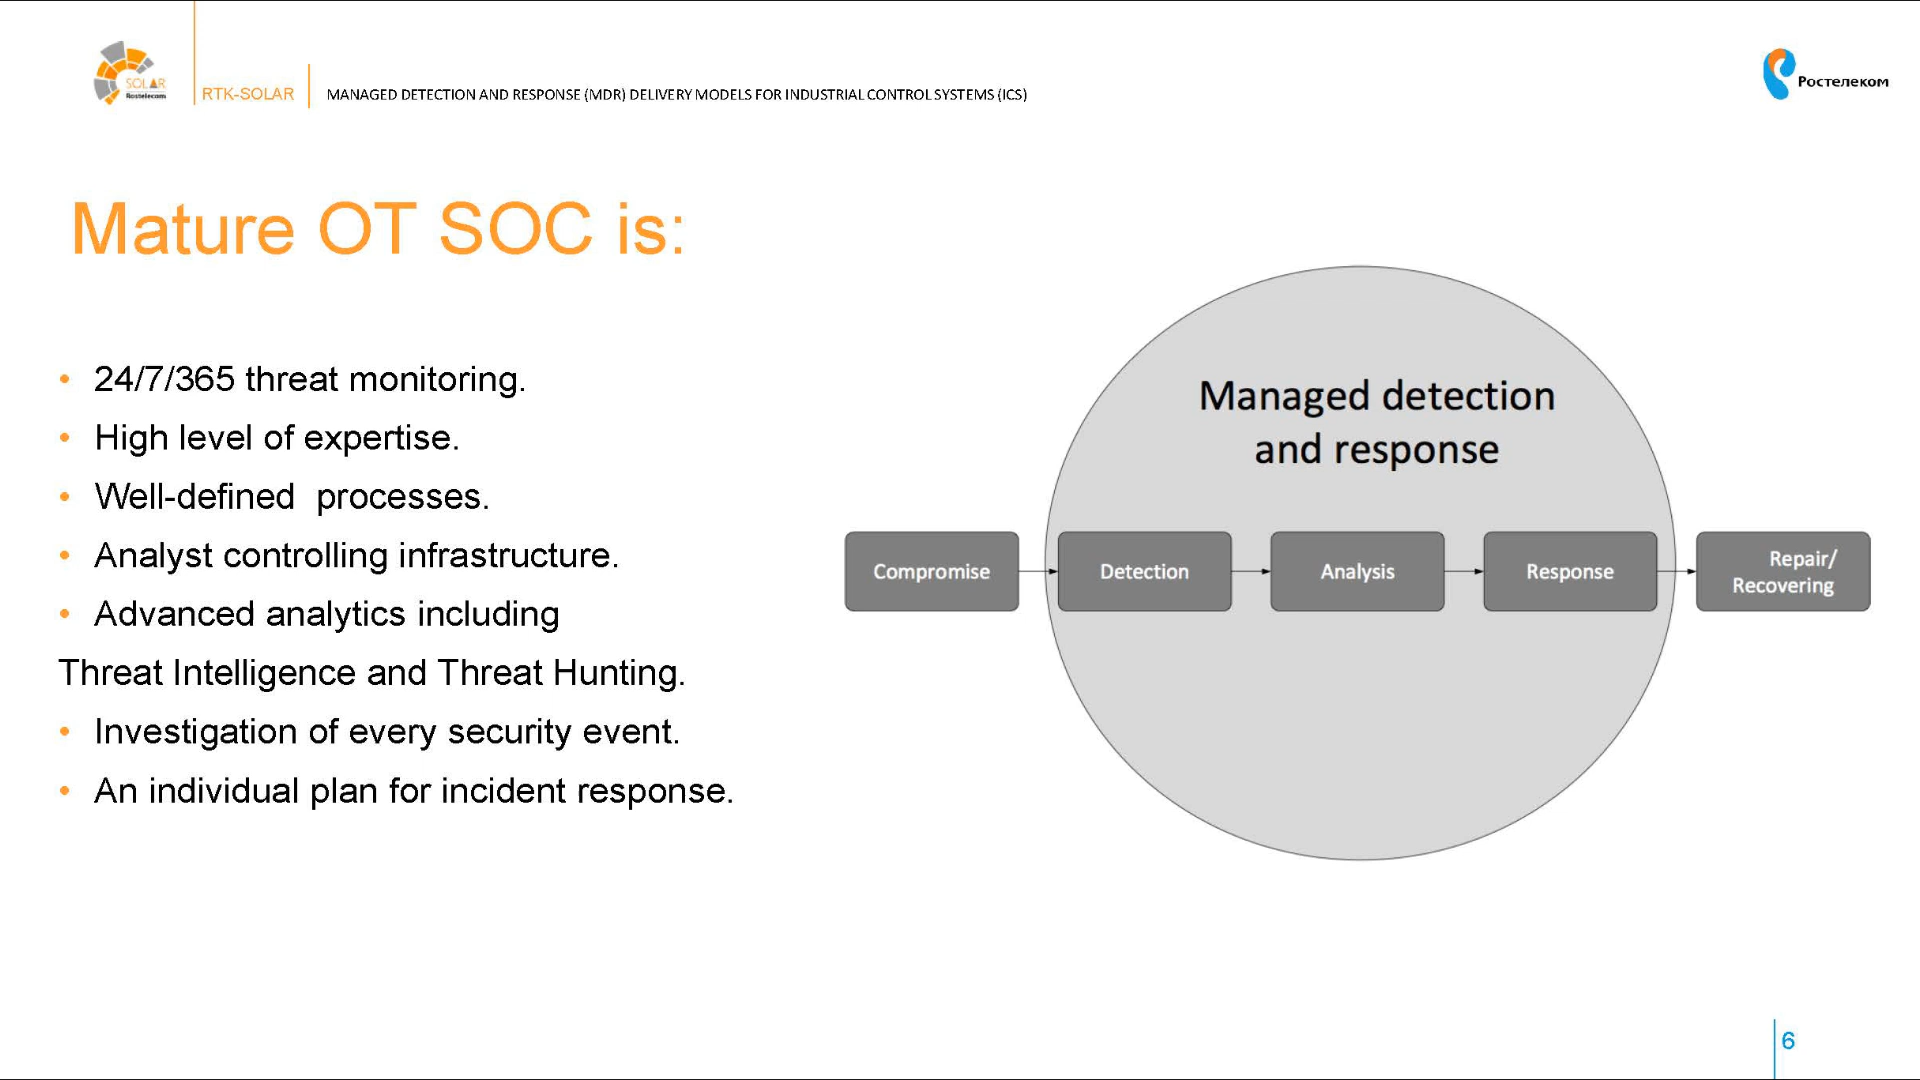 SOLAR
Rostelecom
RTK-SOLAR
MANAGED DETECTION AND RESPONSE (MDR) DELIVERY MODELS FOR INDUSTRIAL CONTROL SYSTEMS (ICS)
Ростелеком
Mature OT SOC is:
• 24/7/365 threat monitoring.
• High level of expertise.
• Well-defined processes.
• Analyst controlling infrastructure.
• Advanced analytics including
Threat Intelligence and Threat Hunting.
• Investigation of every security event.
• An individual plan for incident response.
Managed detection
and response
Compromise
Detection
Analysis
Response
Repair/
Recovering
6